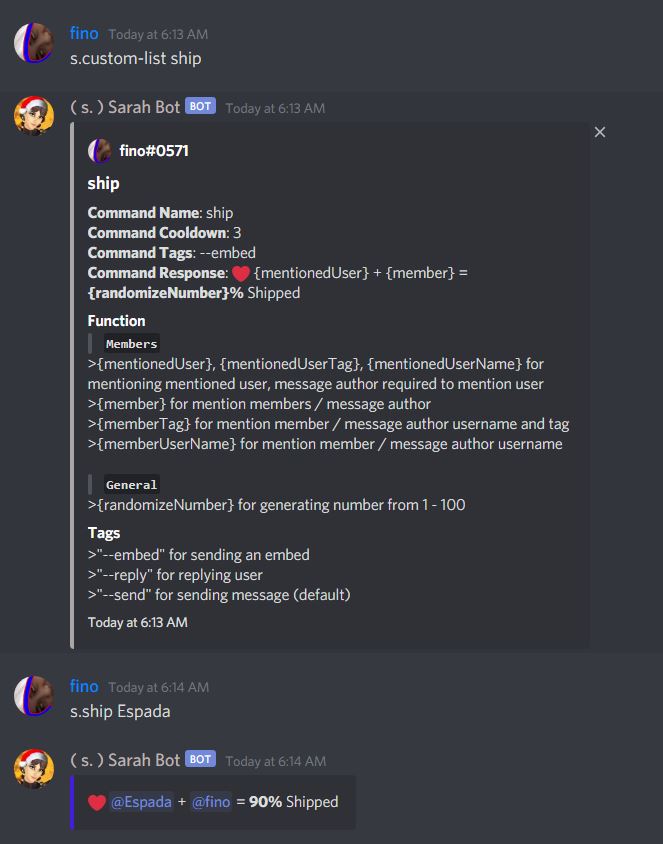 fino Today at 6:13 AM
s.custom-list ship
( s. ) Sarah Bot BOT Today at 6:13 AM
fino#0571
ship
Command Name: ship
Command Cooldown: 3
Command Tags: --embed
Command Response: ❤️ {mentionedUser} + {member} =
{randomizeNumber}% Shipped
Function
Members
>{mentionedUser}, {mentionedUserTag}, {mentionedUserName} for
mentioning mentioned user, message author required to mention user
>{member} for mention members / message author
>{memberTag} for mention member / message author username and tag
>{memberUserName} for mention member / message author username
General
>{randomizeNumber} for generating number from 1 - 100
Tags
>"--embed" for sending an embed
>"--reply" for replying user
>"--send" for sending message (default)
Today at 6:13 AM
fino Today at 6:14 AM
s.ship Espada
( s. ) Sarah Bot BOT Today at 6:14 AM
❤️ @Espada + @fino = 90% Shipped